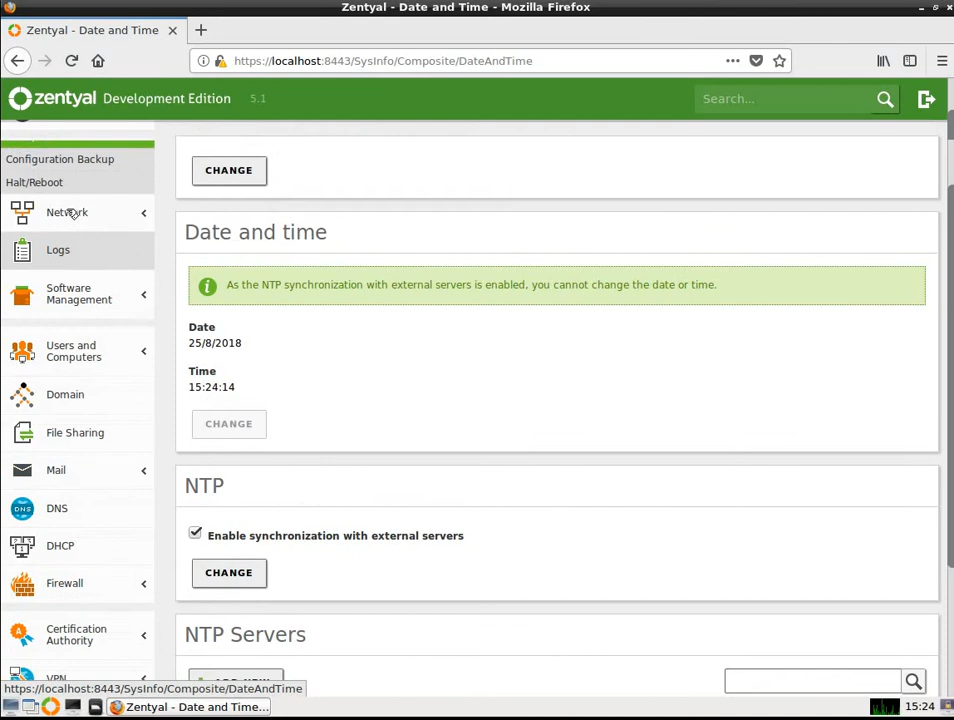 Zentyal - Date and Time - Mozilla Firefox
Zentyal - Date and Time
https://localhost:8443/SysInfo/Composite/DateAndTime
zentyal Development Edition 5.1
Search...
Configuration Backup
Halt/Reboot
Network
Logs
Software
Management
Users and
Computers
Domain
File Sharing
Mail
DNS
DNS
DHCP
Firewall
Certification
Authority
VPN
CHANGE
Date and time
As the NTP synchronization with external servers is enabled, you cannot change the date or time.
Date
25/8/2018
Time
15:24:14
CHANGE
NTP
Enable synchronization with external servers
CHANGE
NTP Servers
ADD NEW
https://localhost:8443/SysInfo/Composite/DateAndTime
Zentyal - Date and Time...
15:24